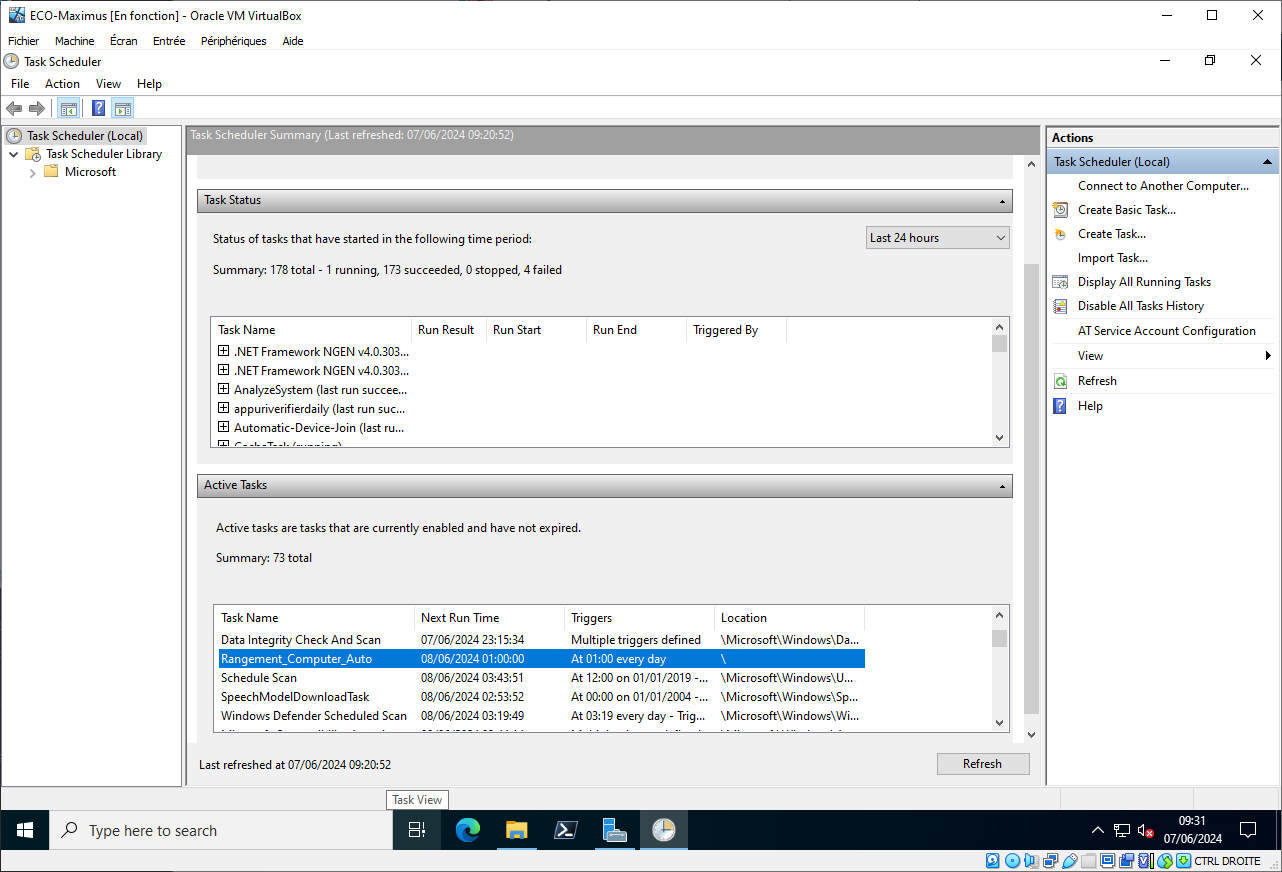 ECO-Maximus [En fonction] - Oracle VM VirtualBox
Fichier Machine Écran Entrée Périphériques Aide
Task Scheduler
File Action View Help
Task Scheduler (Local)
Task Scheduler Library
Microsoft
Task Scheduler Summary (Last refreshed: 07/06/2024 09:20:52)
Task Status
Status of tasks that have started in the following time period:
Last 24 hours
Summary: 178 total - 1 running, 173 succeeded, 0 stopped, 4 failed
Task Name Run Result Run Start Run End Triggered By
.NET Framework NGEN v4.0.303...
.NET Framework NGEN v4.0.303...
AnalyzeSystem (last run succee...
appuriverifierdaily (last run suc...
Automatic-Device-Join (last ru...
CacheTask (running)
Active Tasks
Active tasks are tasks that are currently enabled and have not expired.
Summary: 73 total
Task Name Next Run Time Triggers Location
Data Integrity Check And Scan 07/06/2024 23:15:34 Multiple triggers defined \Microsoft\Windows\Da...
Rangement_Computer_Auto 08/06/2024 01:00:00 At 01:00 every day \
Schedule Scan 08/06/2024 03:43:51 At 12:00 on 01/01/2019 -... \Microsoft\Windows\U...
SpeechModelDownloadTask 08/06/2024 02:53:52 At 00:00 on 01/01/2004 -... \Microsoft\Windows\Sp...
Windows Defender Scheduled Scan 08/06/2024 03:19:49 At 03:19 every day - Trig... \Microsoft\Windows\Wi...
Last refreshed at 07/06/2024 09:20:52
Refresh
Actions
Task Scheduler (Local)
Connect to Another Computer...
Create Basic Task...
Create Task...
Import Task...
Display All Running Tasks
Disable All Tasks History
AT Service Account Configuration
View
Refresh
Help
Task View
Type here to search
09:31
07/06/2024
CTRL DROITE